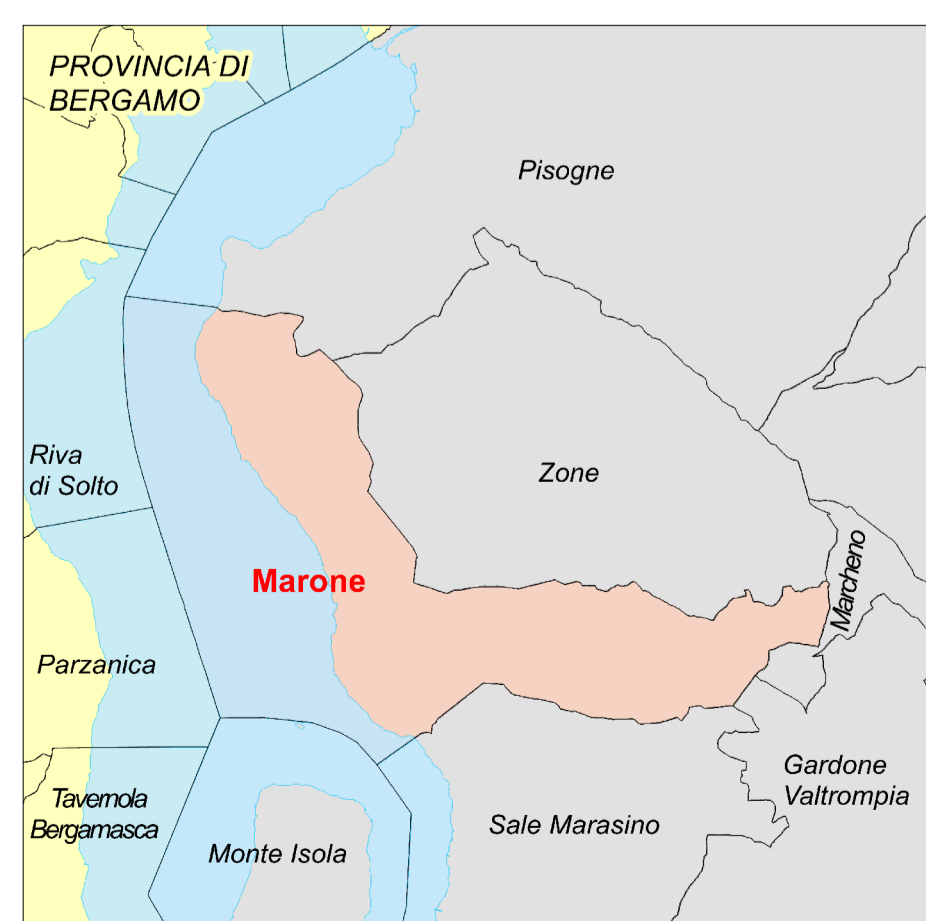 PROVINCIA DI
BERGAMO
Pisogne
Riva
di Solto
Zone
Marcheno
Marone
Parzanica
Gardone
Valtrompia
Tavernola
Bergamasca
Sale Marasino
Monte Isola